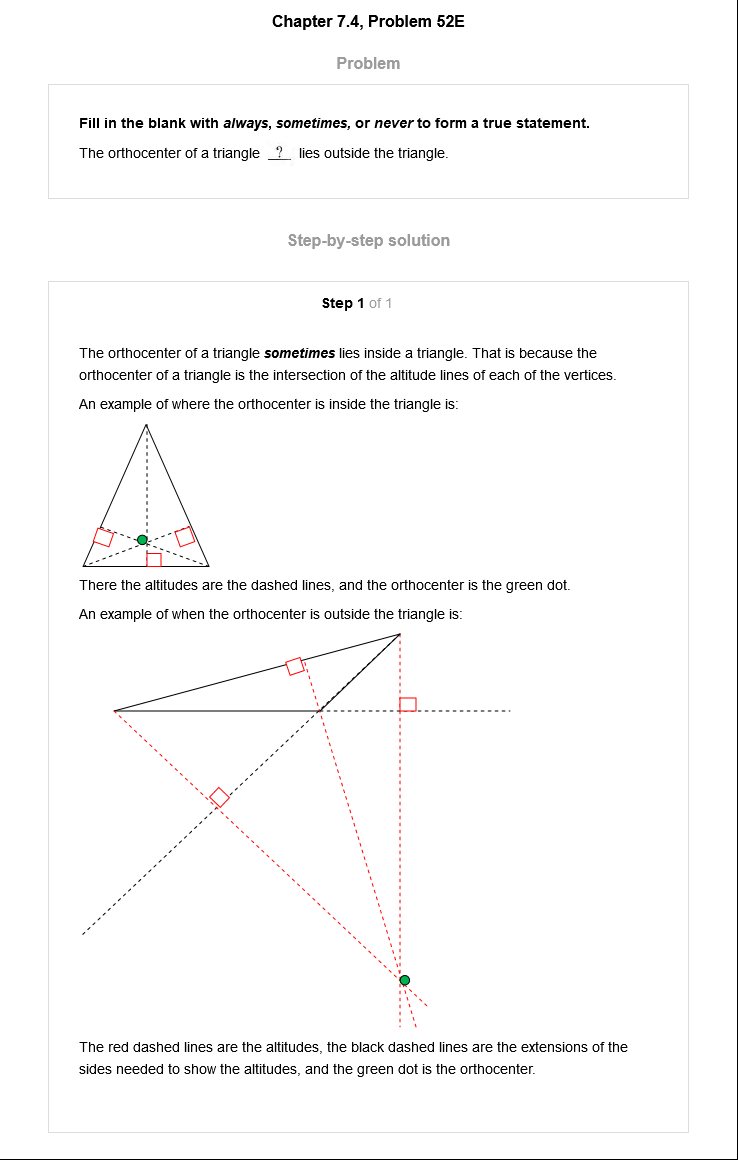 Chapter 7.4, Problem 52E
Problem
Fill in the blank with always, sometimes, or never to form a true statement.
The orthocenter of a triangle ? lies outside the triangle.
Step-by-step solution
Step 1 of 1
The orthocenter of a triangle sometimes lies inside a triangle. That is because the
orthocenter of a triangle is the intersection of the altitude lines of each of the vertices.
An example of where the orthocenter is inside the triangle is:
There the altitudes are the dashed lines, and the orthocenter is the green dot.
An example of when the orthocenter is outside the triangle is:
The red dashed lines are the altitudes, the black dashed lines are the extensions of the
sides needed to show the altitudes, and the green dot is the orthocenter.